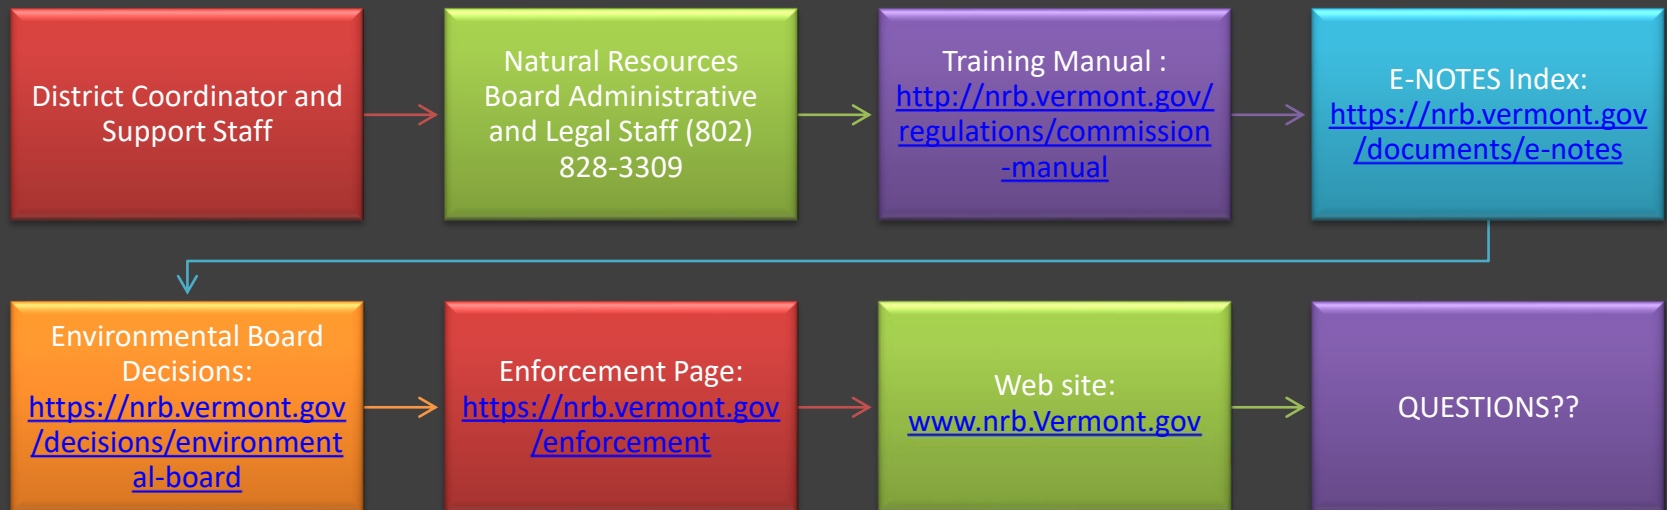 District Coordinator and
Support Staff
Natural Resources
Board Administrative
and Legal Staff (802)
828-3309
Training Manual :
http://nrb.vermont.gov/
regulations/commission
-manual
E-NOTES Index:
https://nrb.vermont.gov
/documents/e-notes
Environmental Board
Decisions:
https://nrb.vermont.gov
/decisions/environment
al-board
Enforcement Page:
https://nrb.vermont.gov
/enforcement
Web site:
www.nrb.Vermont.gov
QUESTIONS??